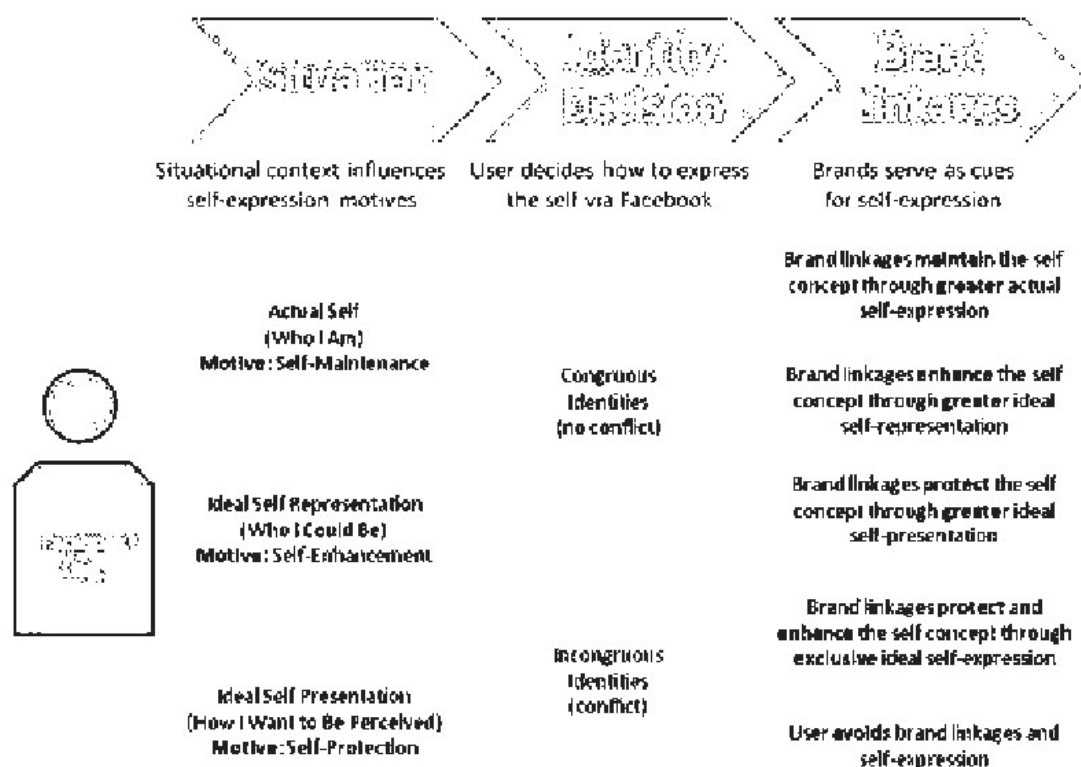 Situation
Identity
Decision
Brand
Linkages
Situational context influences
self-expression motives
User decides how to express
the self via Facebook
Brands serve as cues
for self-expression
Actual Self
(Who I Am)
Motive: Self-Maintenance
Ideal Self Representation
(Who I Could Be)
Motive: Self-Enhancement
Ideal Self Presentation
(How I Want to Be Perceived)
Motive: Self-Protection
Congruous
Identities
(no conflict)
Incongruous
Identities
(conflict)
Brand linkages maintain the self
concept through greater actual
self-expression
Brand linkages enhance the self
concept through greater ideal
self-representation
Brand linkages protect the self
concept through greater ideal
self-presentation
Brand linkages protect and
enhance the self concept through
exclusive ideal self-expression
User avoids brand linkages and
self-expression